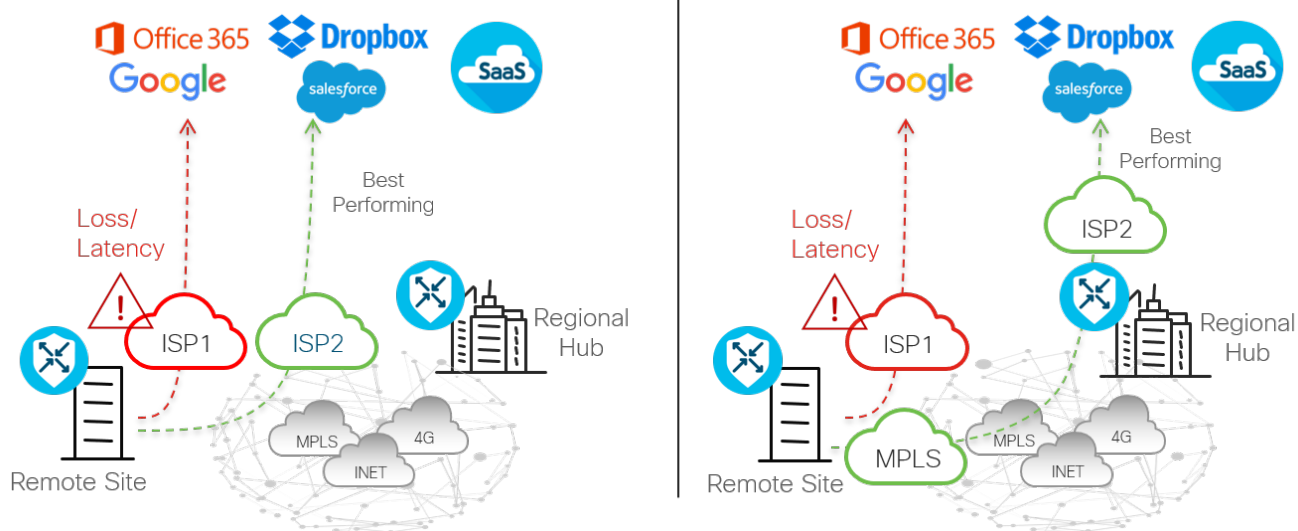 Office 365
Dropbox
Google
salesforce
SaaS
Best
Performing
Loss/
Latency
!
ISP1
ISP2
Regional
Hub
MPLS
4G
INET
Remote Site
Office 365
Dropbox
Google
salesforce
SaaS
Best
Performing
Loss/
Latency
ISP2
!
ISP1
Regional
Hub
MPLS
MPLS
4G
INET
Remote Site